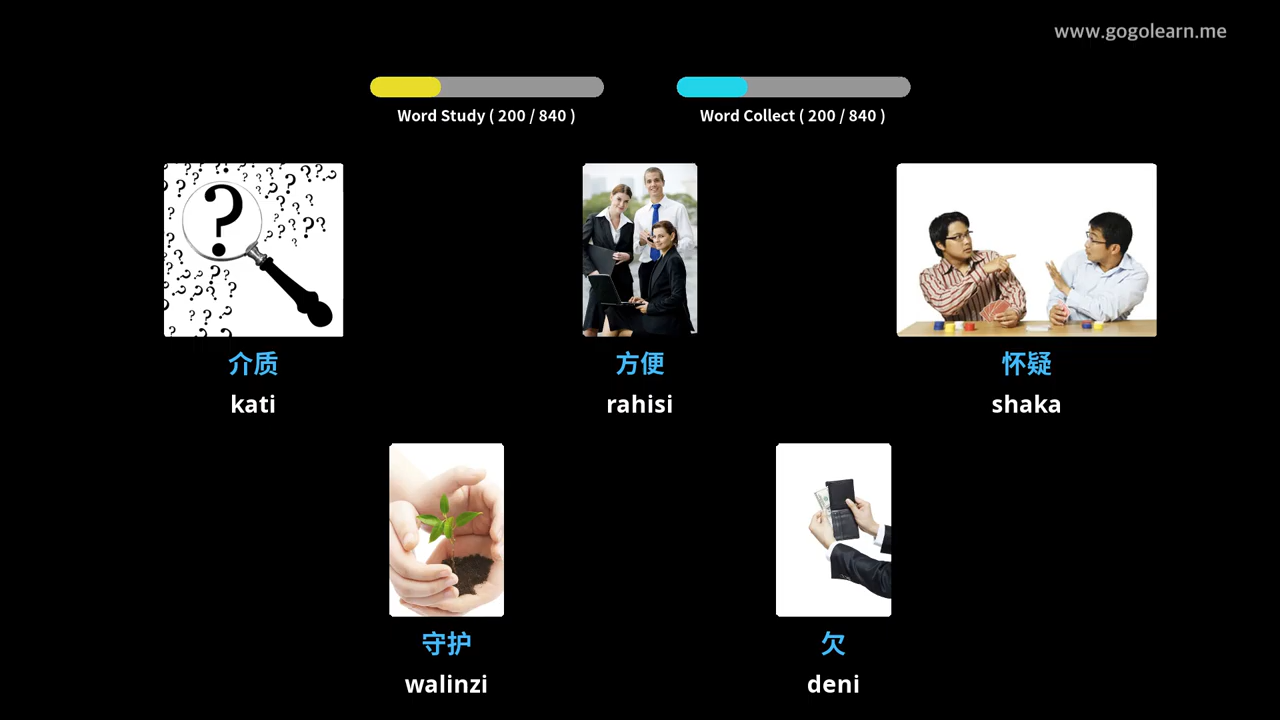 www.gogolearn.me
Word Study ( 200 / 840 )
Word Collect ( 200 / 840 )
介质
kati
方便
rahisi
怀疑
shaka
守护
walinzi
欠
deni